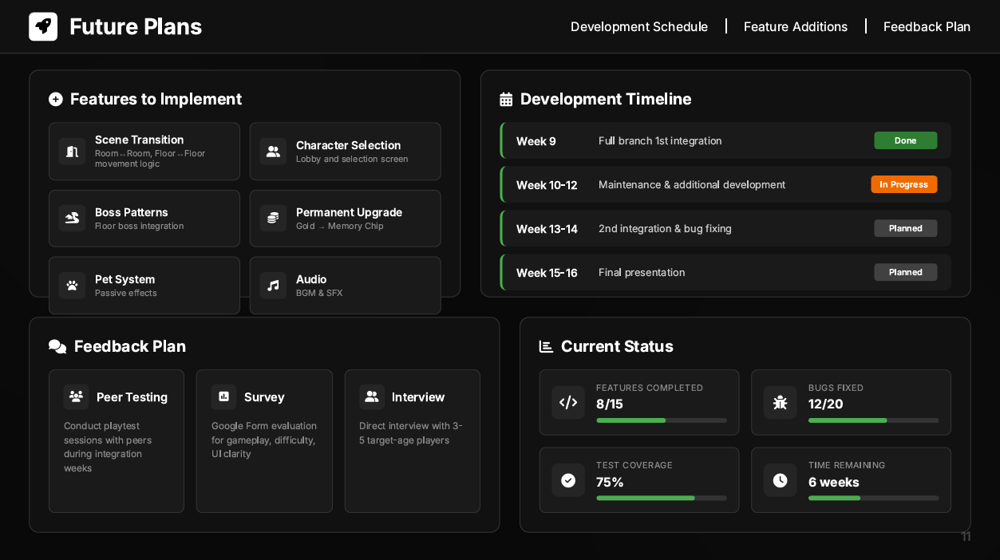 Future Plans
Development Schedule | Feature Additions | Feedback Plan
Features to Implement
Scene Transition
Room↔Room, Floor↔Floor
movement logic
Character Selection
Lobby and selection screen
Boss Patterns
Floor boss integration
Permanent Upgrade
Gold → Memory Chip
Pet System
Passive effects
Audio
BGM & SFX
Development Timeline
Week 9 Full branch 1st integration Done
Week 10-12 Maintenance & additional development In Progress
Week 13-14 2nd integration & bug fixing Planned
Week 15-16 Final presentation Planned
Feedback Plan
Peer Testing
Conduct playtest
sessions with peers
during integration
weeks
Survey
Google Form evaluation
for gameplay, difficulty,
UI clarity
Interview
Direct interview with 3-
5 target-age players
Current Status
FEATURES COMPLETED
8/15
BUGS FIXED
12/20
TEST COVERAGE
75%
TIME REMAINING
6 weeks
11